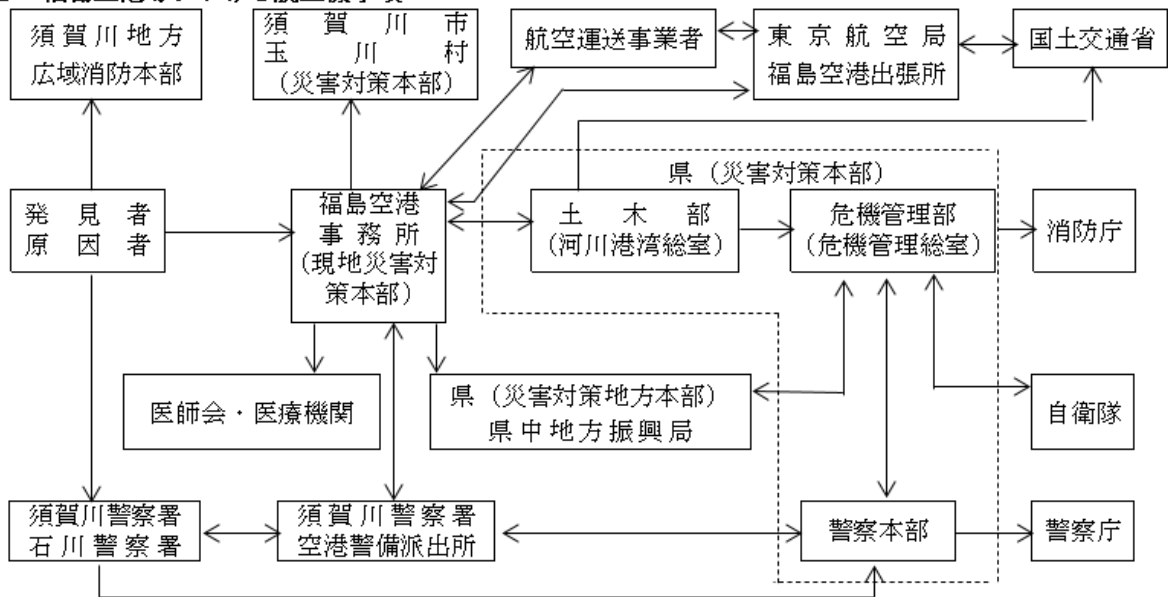 須賀川地方
広域消防本部
須賀川市
玉川村
(災害対策本部)
航空運送事業者
東京航空局
福島空港出張所
国土交通省
県(災害対策本部)
発見者
原因者
福島空港
事務所
(現地災害対
策本部)
土木部
(河川港湾総室)
危機管理部
(危機管理総室)
消防庁
医師会・医療機関
県(災害対策地方本部)
県中地方振興局
自衛隊
須賀川警察署
石川警察署
須賀川警察署
空港警備派出所
警察本部
警察庁